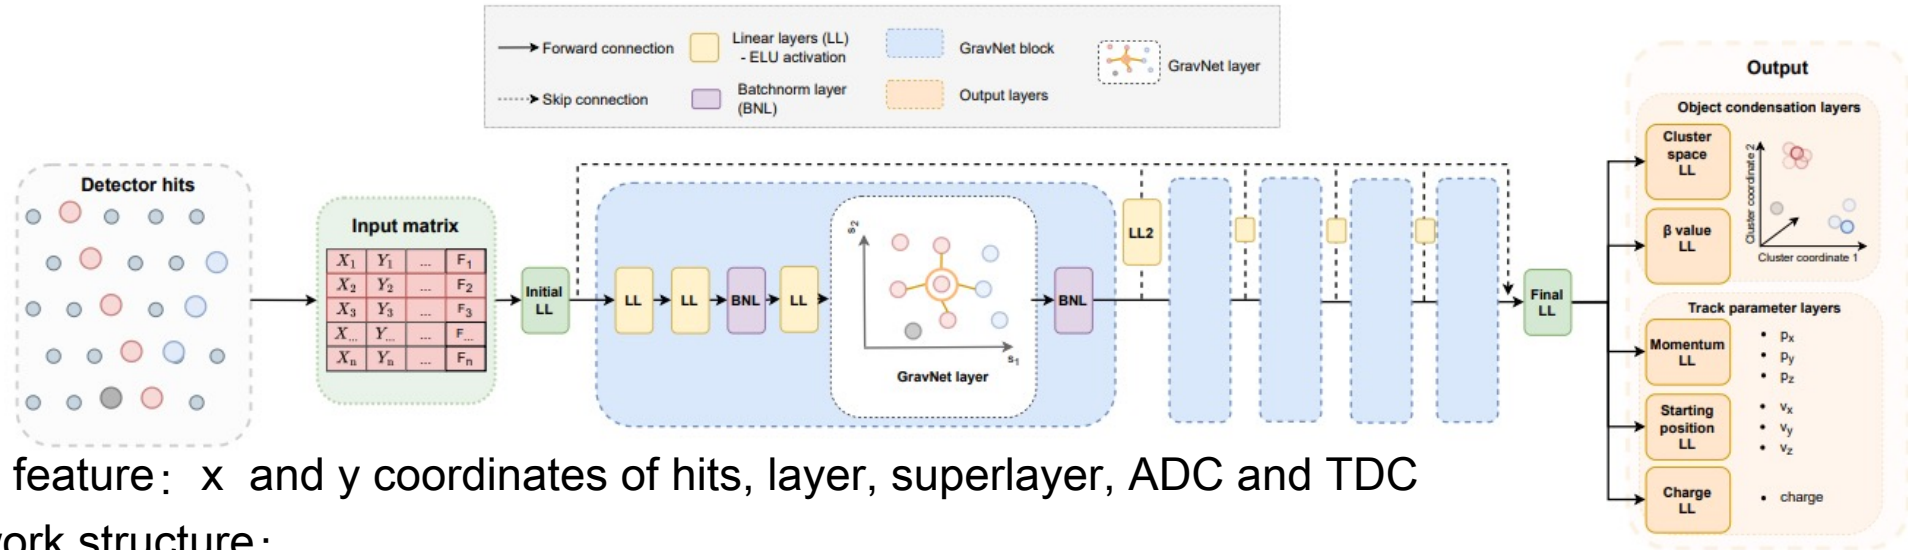 Forward connection
Skip connection
Linear layers (LL)
- ELU activation
Batchnorm layer
(BNL)
GravNet block
Output layers
GravNet layer
Detector hits
Input matrix
X1 Y1 ... F1
X2 Y2 ... F2
X3 Y3 ... F3
X... Y... ... F...
Xn Yn ... Fn
Initial
LL
LL
LL
BNL
LL
s2
s1
GravNet layer
BNL
LL2
Final
LL
Output
Object condensation layers
Cluster
space
LL
β value
LL
Cluster coordinate 2
Cluster coordinate 1
Track parameter layers
Momentum
LL
• px
• py
• pz
Starting
position
LL
• vx
• vy
• vz
Charge
LL
• charge
feature: x and y coordinates of hits, layer, superlayer, ADC and TDC
work structure: